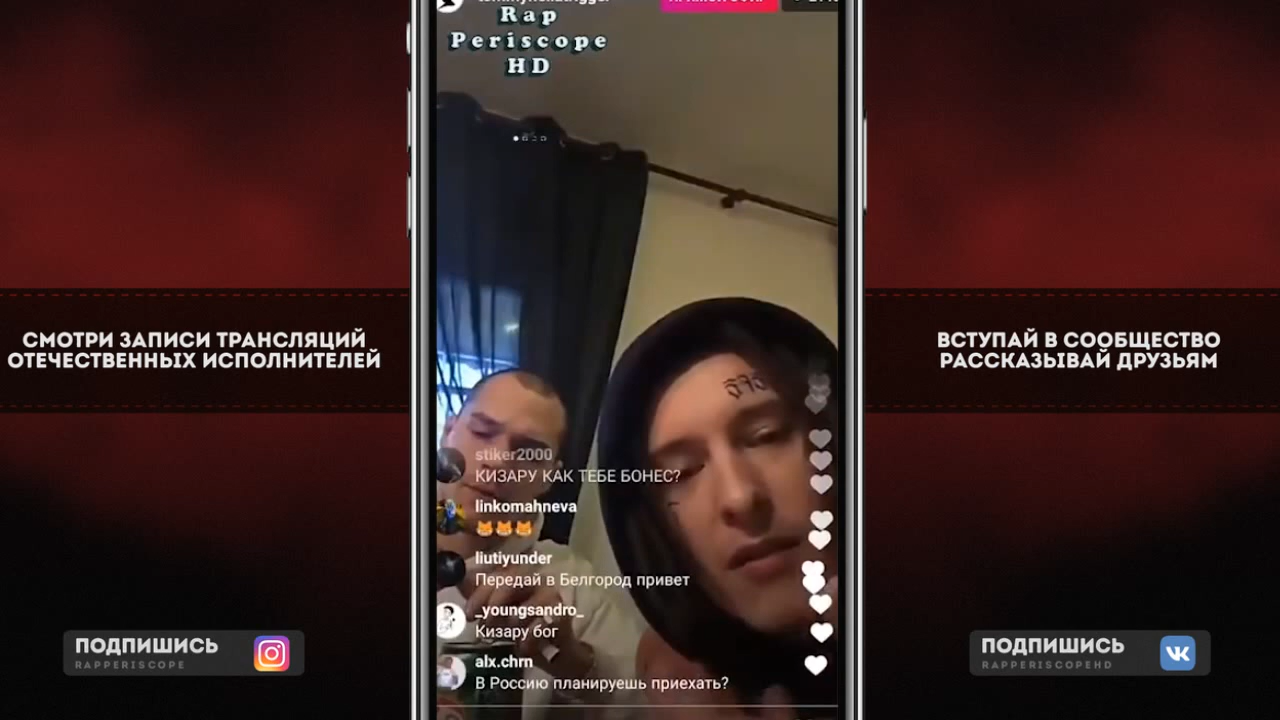 Rap
Periscope
HD
СМОТРИ ЗАПИСИ ТРАНСЛЯЦИЙ
ОТЕЧЕСТВЕННЫХ ИСПОЛНИТЕЛЕЙ
ВСТУПАЙ В СООБЩЕСТВО
РАССКАЗЫВАЙ ДРУЗЬЯМ
stiker2000
КИЗАРУ КАК ТЕБЕ БОНЕС?
linkomahneva
🐱🐱🐱
liutiyunder
Передай в Белгород привет
_youngsandro_
Кизару бог
alx.chrn
В Россию планируешь приехать?
ПОДПИШИСЬ
RAPPERISCOPE
ПОДПИШИСЬ
RAPPERISCOPEHD